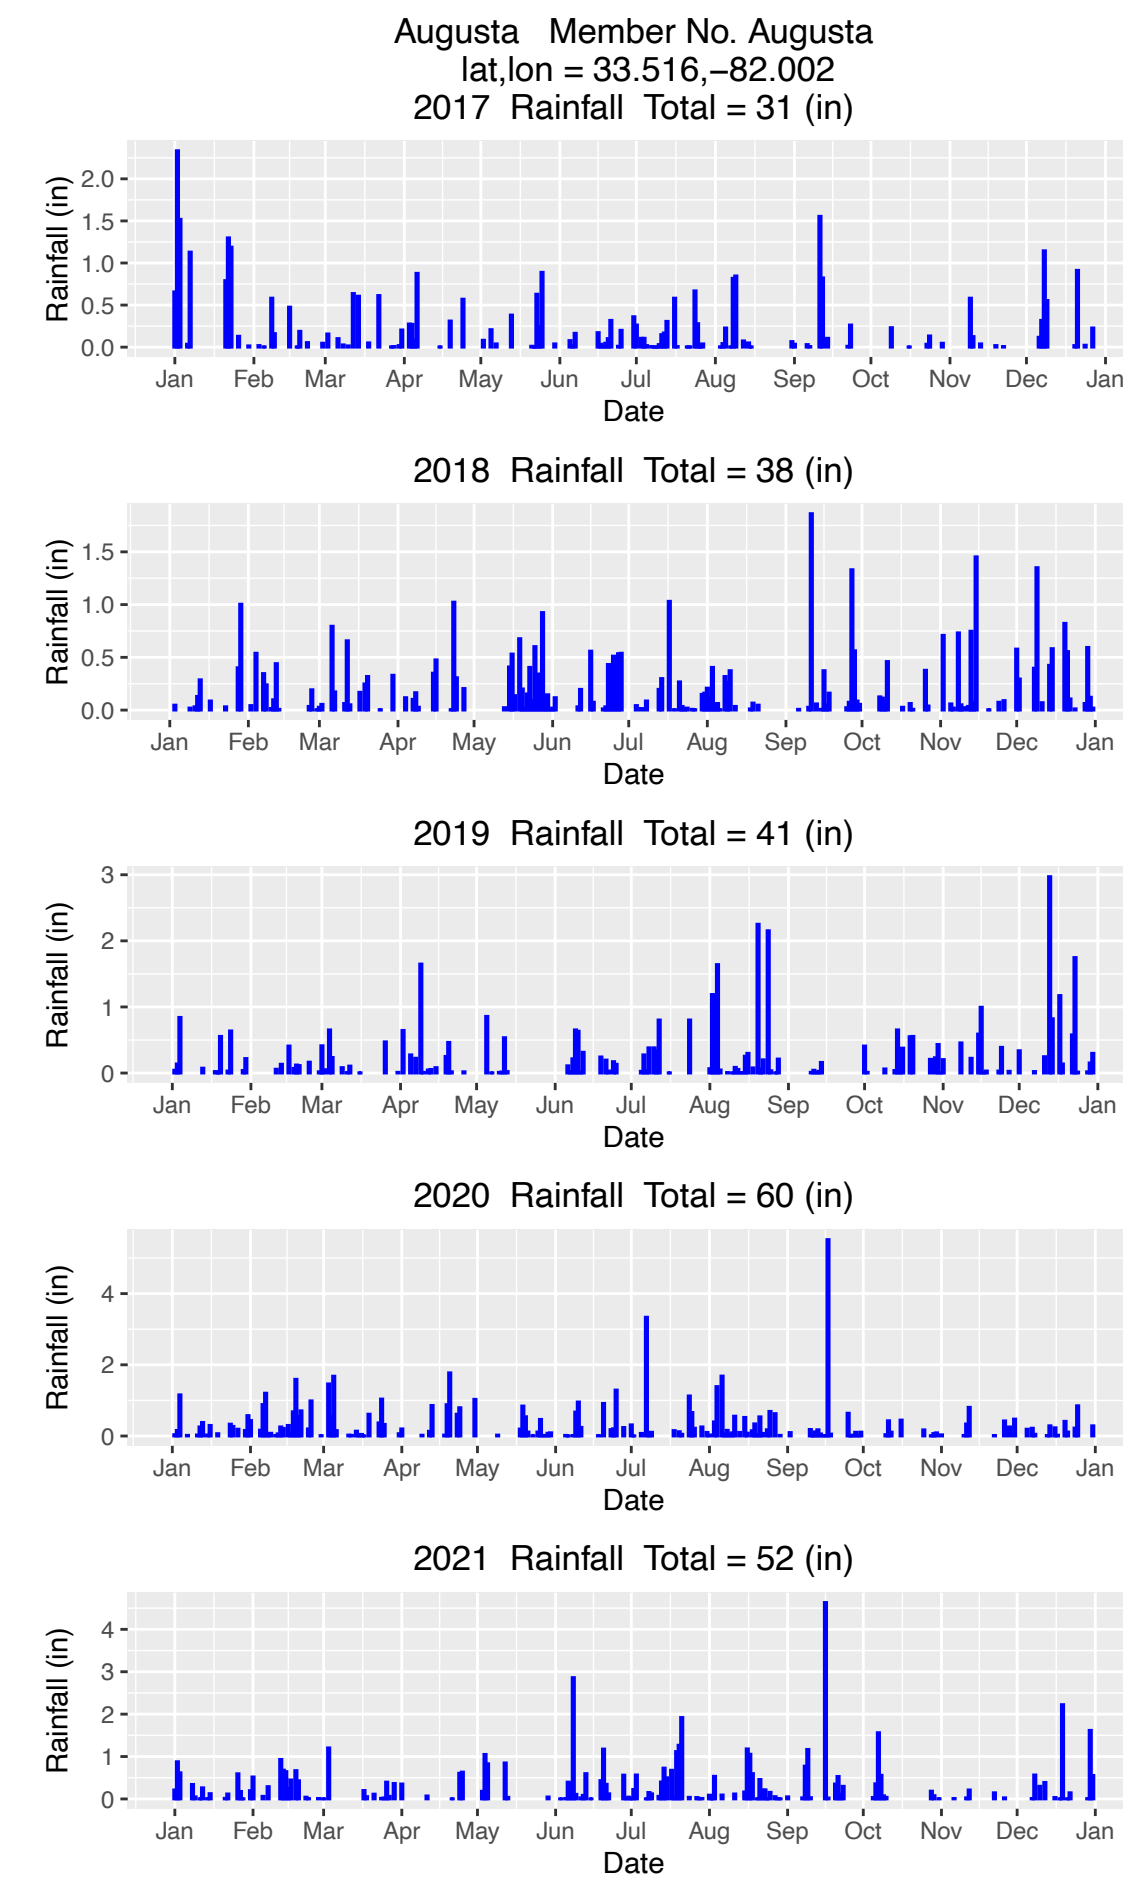 Augusta Member No. Augusta
lat,lon = 33.516,−82.002
2017 Rainfall Total = 31 (in)
Rainfall (in)
2.0
1.5
1.0
0.5
0.0
Jan Feb Mar Apr May Jun Jul Aug Sep Oct Nov Dec Jan
Date
2018 Rainfall Total = 38 (in)
Rainfall (in)
1.5
1.0
0.5
0.0
Jan Feb Mar Apr May Jun Jul Aug Sep Oct Nov Dec Jan
Date
2019 Rainfall Total = 41 (in)
Rainfall (in)
3
2
1
0
Jan Feb Mar Apr May Jun Jul Aug Sep Oct Nov Dec Jan
Date
2020 Rainfall Total = 60 (in)
Rainfall (in)
4
2
0
Jan Feb Mar Apr May Jun Jul Aug Sep Oct Nov Dec Jan
Date
2021 Rainfall Total = 52 (in)
Rainfall (in)
4
3
2
1
0
Jan Feb Mar Apr May Jun Jul Aug Sep Oct Nov Dec Jan
Date